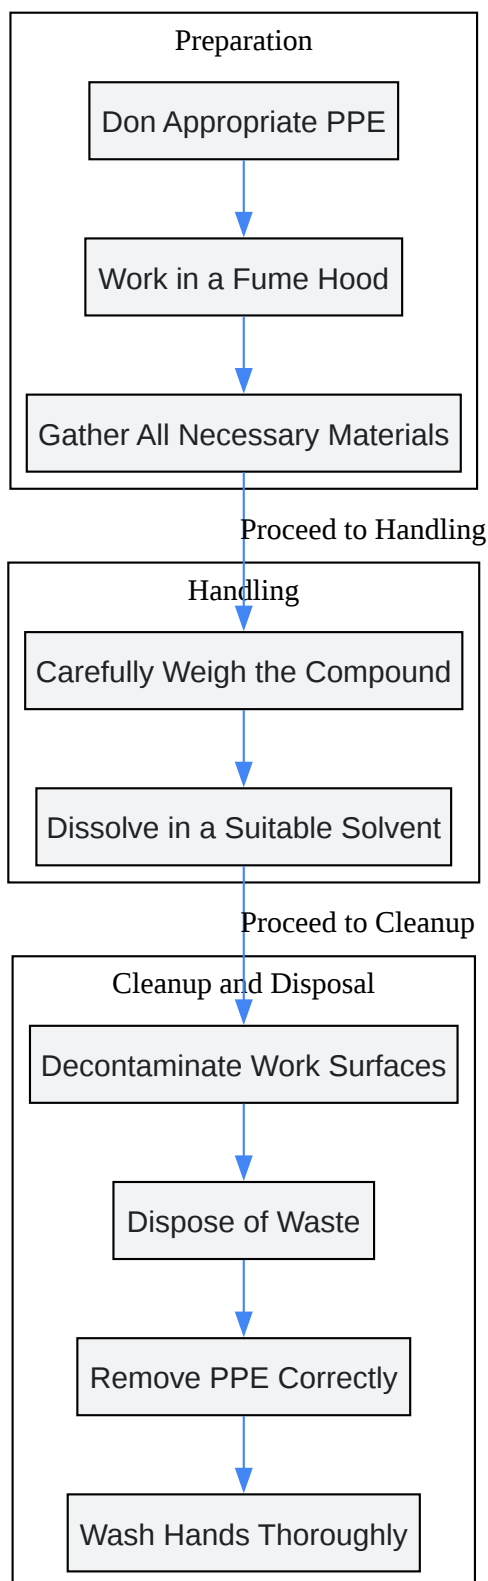 Preparation
Don Appropriate PPE
Work in a Fume Hood
Gather All Necessary Materials
Proceed to Handling
Handling
Carefully Weigh the Compound
Dissolve in a Suitable Solvent
Proceed to Cleanup
Cleanup and Disposal
Decontaminate Work Surfaces
Dispose of Waste
Remove PPE Correctly
Wash Hands Thoroughly